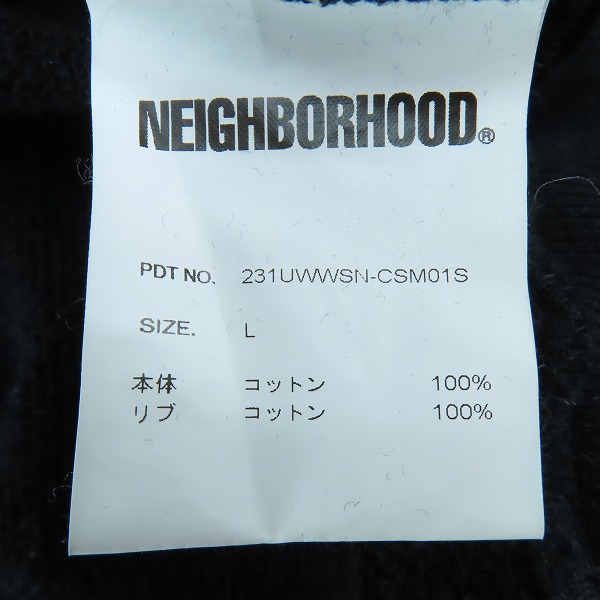 NEIGHBORHOOD®
PDT NO. 231UWWSN-CSM01S
SIZE. L
本体 コットン 100%
リブ コットン 100%